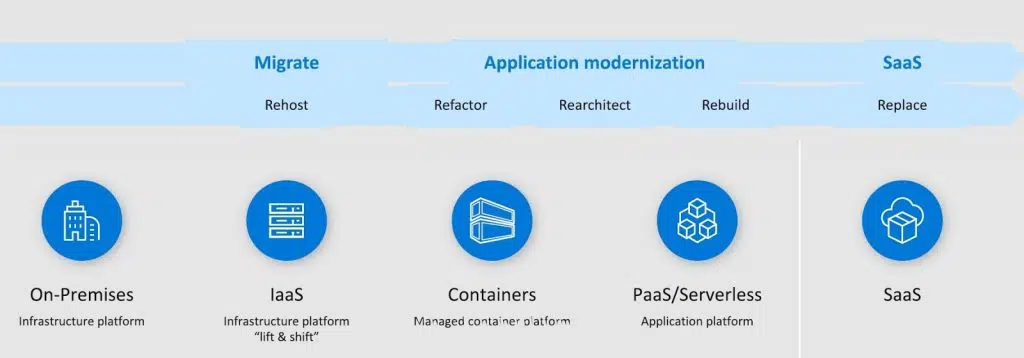 Migrate
Application modernization
SaaS
Rehost
Refactor
Rearchitect
Rebuild
Replace
On-Premises
IaaS
Containers
PaaS/Serverless
SaaS
Infrastructure platform
Infrastructure platform
"lift & shift"
Managed container platform
Application platform